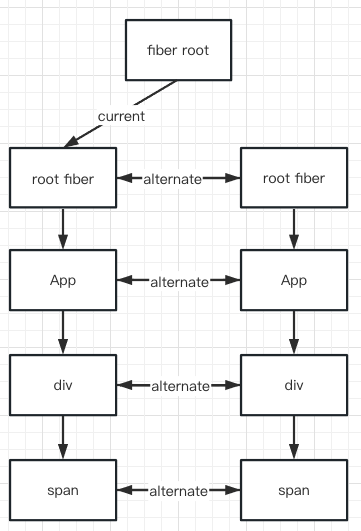 fiber root
current
root fiber
alternate
root fiber
App
alternate
App
div
alternate
div
span
alternate
span